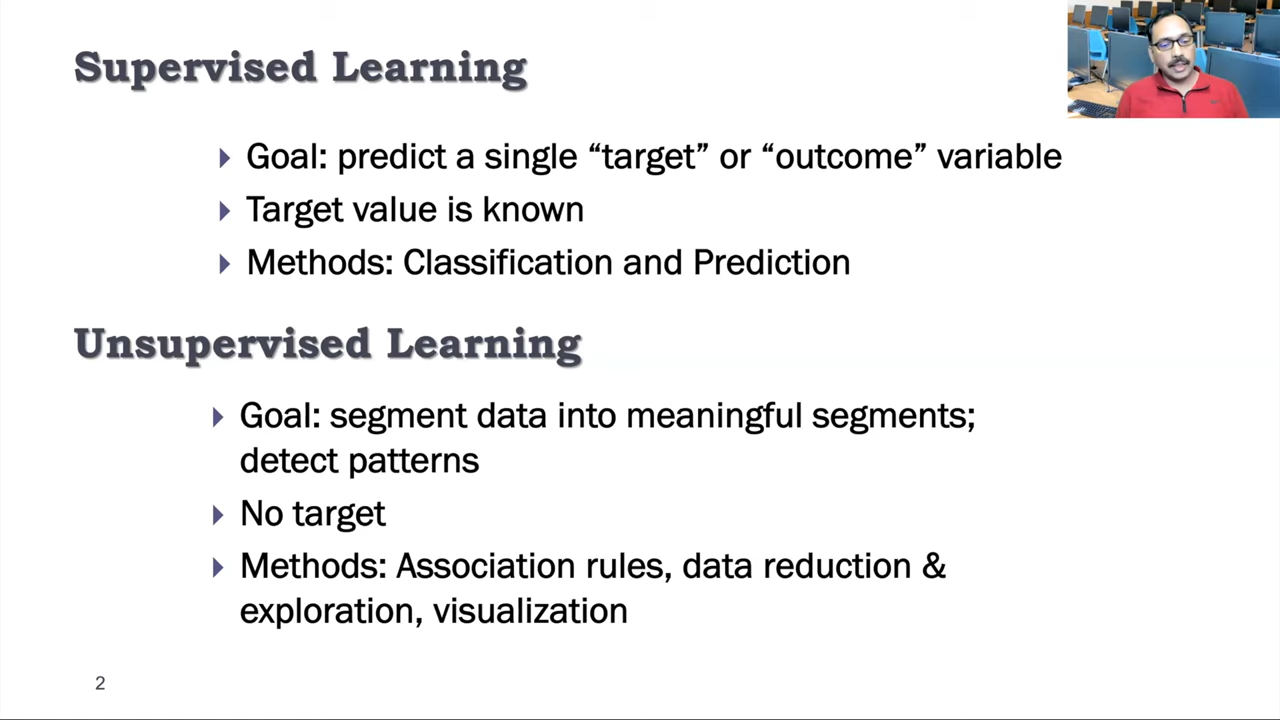 Supervised Learning
Goal: predict a single “target” or “outcome” variable
Target value is known
Methods: Classification and Prediction
Unsupervised Learning
Goal: segment data into meaningful segments;
detect patterns
No target
Methods: Association rules, data reduction &
exploration, visualization
2